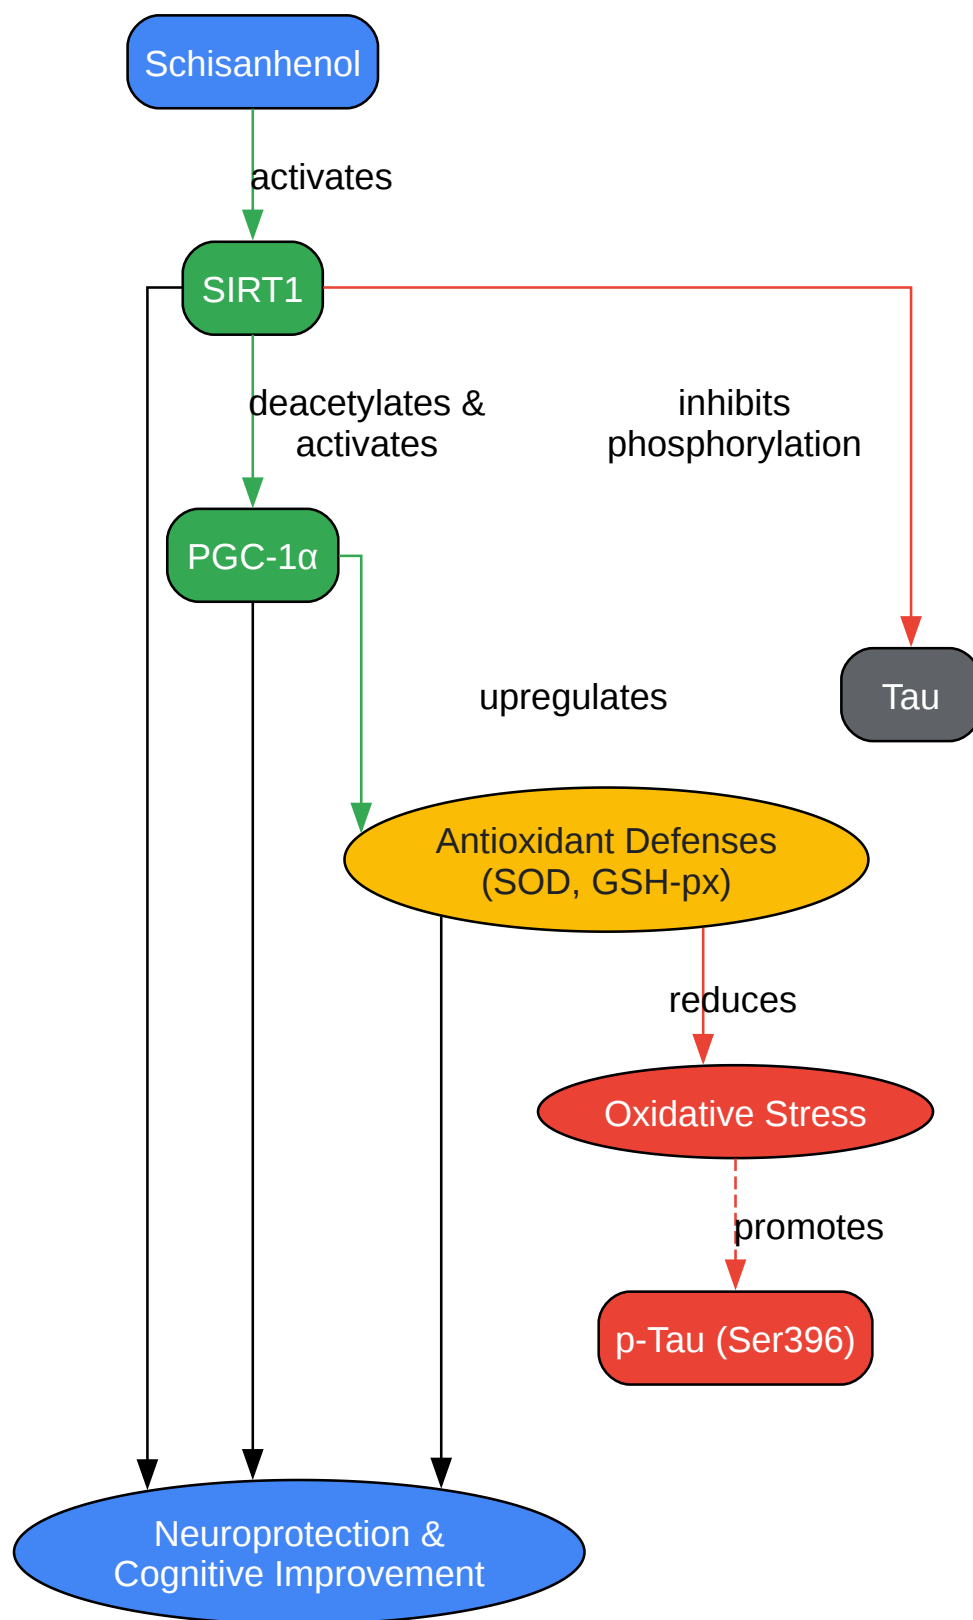 Schisanhenol
activates
SIRT1
deacetylates &
activates
inhibits
phosphorylation
PGC-1α
upregulates
Tau
Antioxidant Defenses
(SOD, GSH-px)
reduces
Oxidative Stress
promotes
p-Tau (Ser396)
Neuroprotection &
Cognitive Improvement